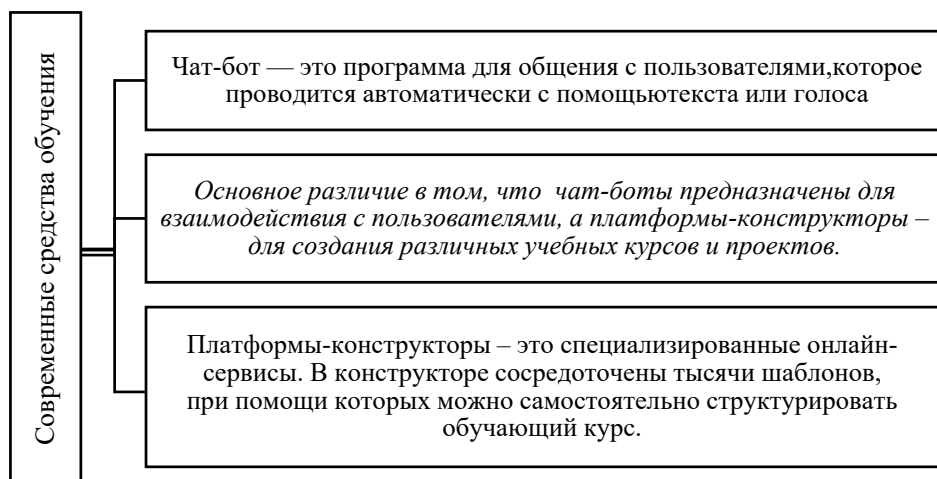 Современные средства обучения
Чат-бот — это программа для общения с пользователями,которое
проводится автоматически с помощьютекста или голоса
Основное различие в том, что чат-боты предназначены для
взаимодействия с пользователями, а платформы-конструкторы –
для создания различных учебных курсов и проектов.
Платформы-конструкторы – это специализированные онлайн-
сервисы. В конструкторе сосредоточены тысячи шаблонов,
при помощи которых можно самостоятельно структурировать
обучающий курс.